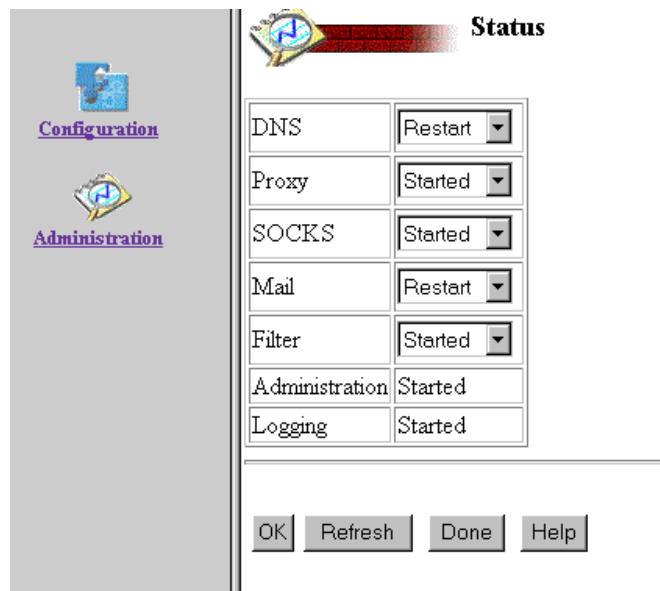 Status
Configuration
Administration
DNS Restart
Proxy Started
SOCKS Started
Mail Restart
Filter Started
Administration Started
Logging Started
OK Refresh Done Help